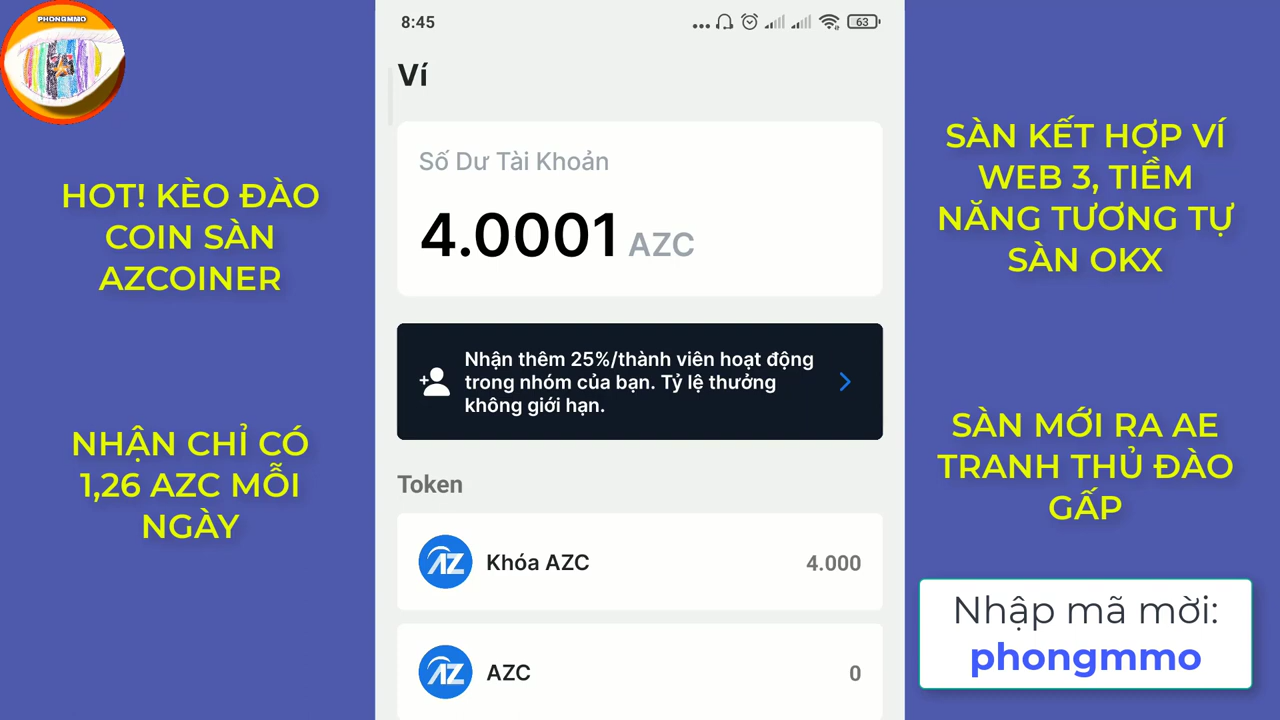 PHONGMMO
HOT! KÈO ĐÀO
COIN SÀN
AZCOINER
NHẬN CHỈ CÓ
1,26 AZC MỖI
NGÀY
8:45
63
Ví
Số Dư Tài Khoản
4.0001 AZC
Nhận thêm 25%/thành viên hoạt động
trong nhóm của bạn. Tỷ lệ thưởng
không giới hạn.
Token
AZ
Khóa AZC
4.000
AZ
AZC
0
SÀN KẾT HỢP VÍ
WEB 3, TIỀM
NĂNG TƯƠNG TỰ
SÀN OKX
SÀN MỚI RA AE
TRANH THỦ ĐÀO
GẤP
Nhập mã mời:
phongmmo